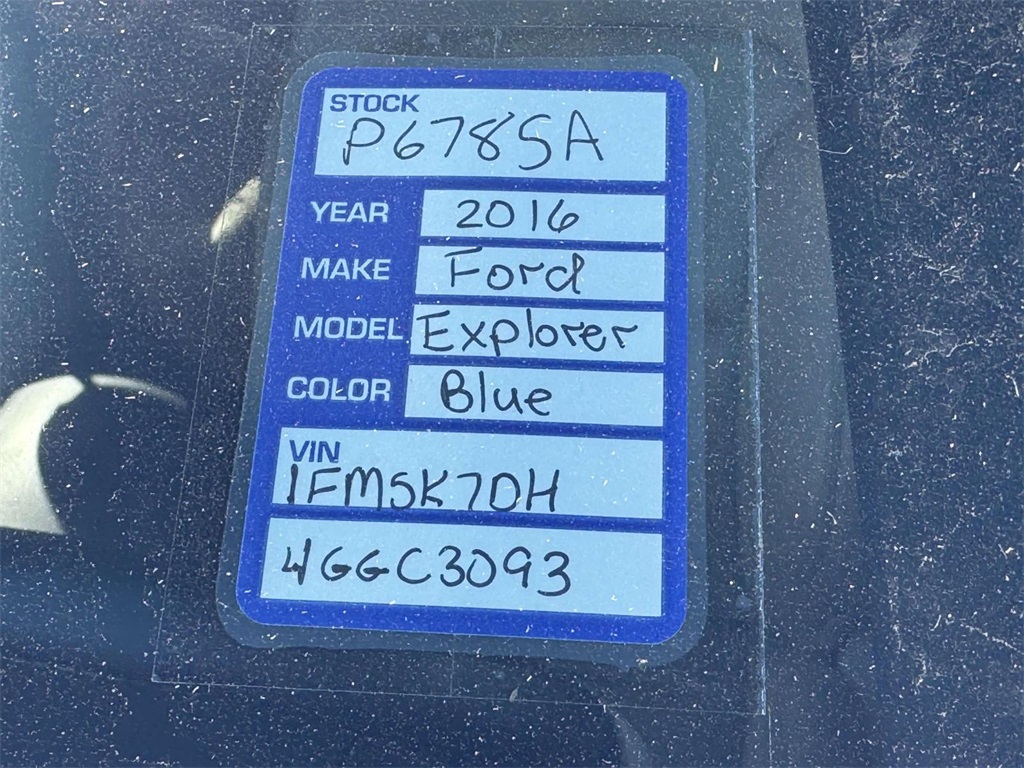 STOCK
P6785A
YEAR 2016
MAKE Ford
MODEL Explorer
COLOR Blue
VIN
1FM5K7DH
4GGC3093